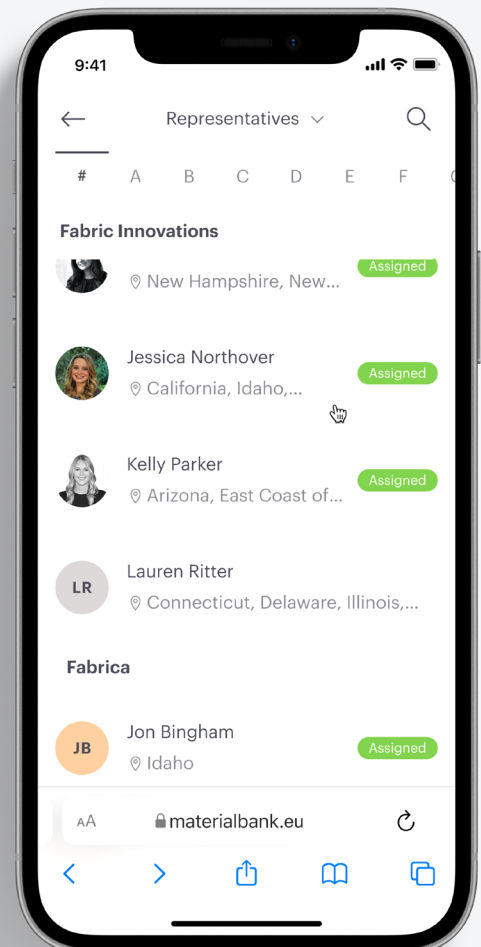 9:41
Representatives
# A B C D E F
Fabric Innovations
New Hampshire, New...
Assigned
Jessica Northover
California, Idaho,...
Assigned
Kelly Parker
Arizona, East Coast of...
Assigned
LR
Lauren Ritter
Connecticut, Delaware, Illinois,...
Fabrica
JB
Jon Bingham
Idaho
Assigned
AA
materialbank.eu